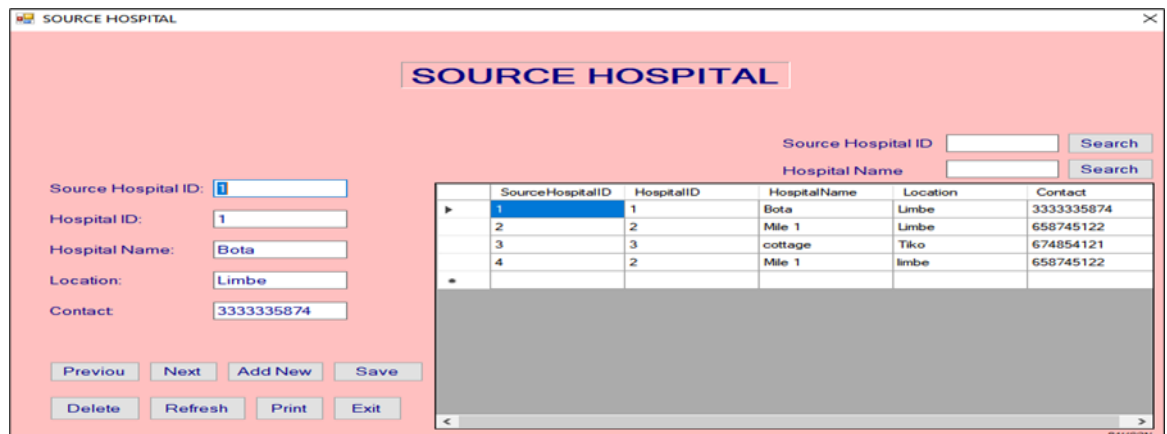 SOURCE HOSPITAL
SOURCE HOSPITAL
Source Hospital ID Search
Hospital Name Search
Source Hospital ID: 1
Hospital ID: 1
Hospital Name: Bota
Location: Limbe
Contact: 3333335874
SourceHospitalID HospitalID HospitalName Location Contact
1 1 Bota Limbe 3333335874
2 2 Mile 1 Limbe 658745122
3 3 cottage Tiko 674854121
4 2 Mile 1 limbe 658745122
Previou Next Add New Save
Delete Refresh Print Exit